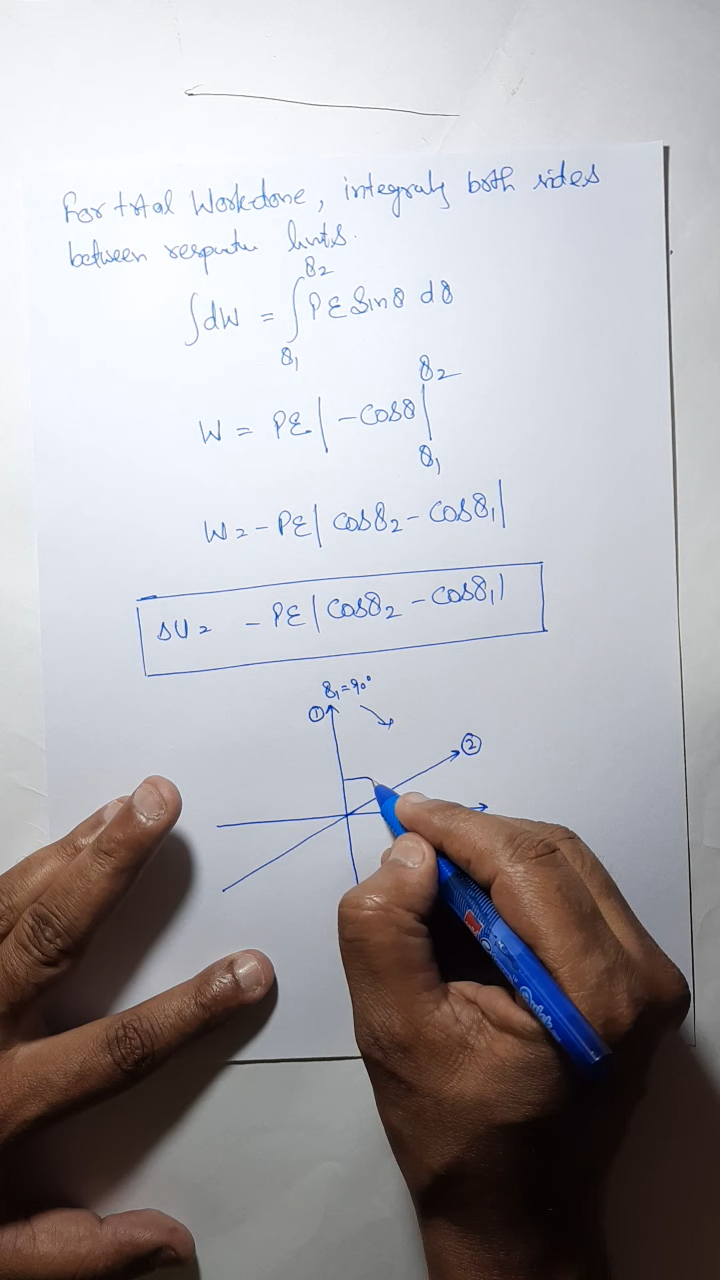 For total Workdone, integrating both sides
between respective limits.
∫dW = ∫θ₁^θ₂ PE Sinθ dθ
W = PE | -Cosθ |θ₁^θ₂
W = -PE | Cosθ₂ - Cosθ₁ |
ΔU = -PE | Cosθ₂ - Cosθ₁ |
θ₁ = 90°
①
②